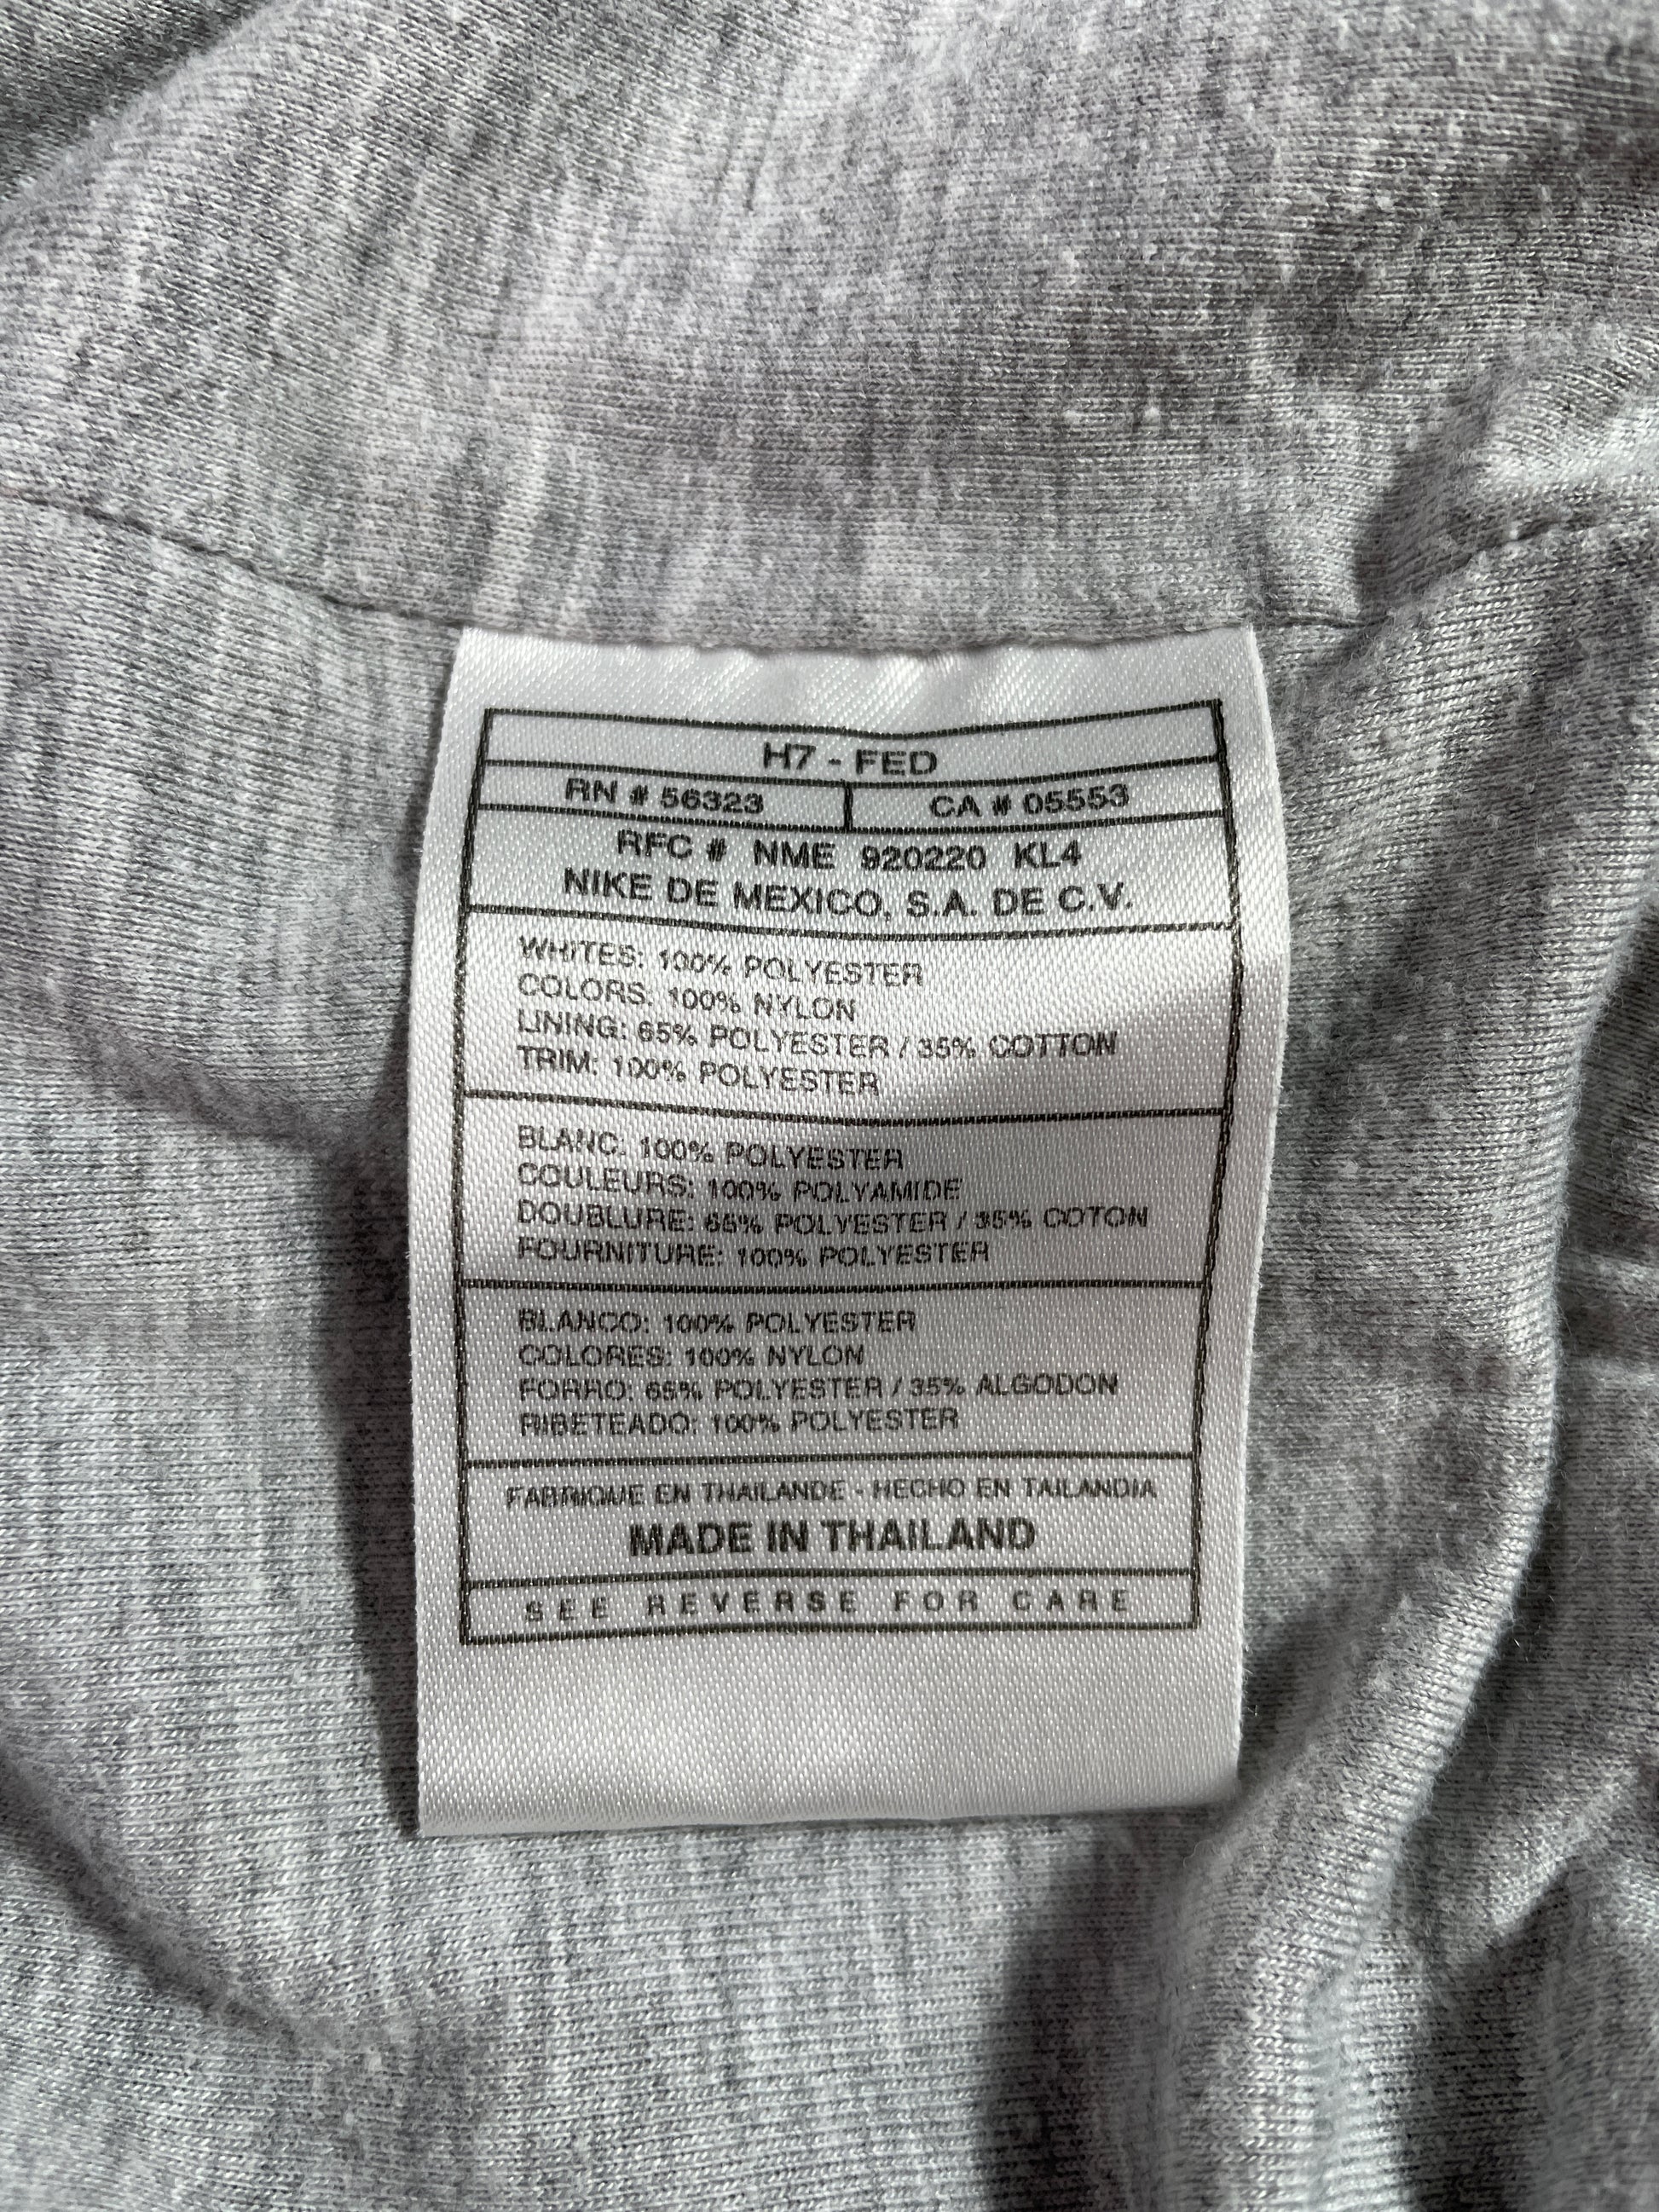 H7 - FED
RN # 56323 CA # 05553
RFC # NME 920220 KL4
NIKE DE MEXICO, S.A. DE C.V.
WHITES: 100% POLYESTER
COLORS: 100% NYLON
LINING: 65% POLYESTER / 35% COTTON
TRIM: 100% POLYESTER
BLANC: 100% POLYESTER
COULEURS: 100% POLYAMIDE
DOUBLURE: 65% POLYESTER / 35% COTON
FOURNITURE: 100% POLYESTER
BLANCO: 100% POLYESTER
COLORES: 100% NYLON
FORRO: 65% POLYESTER / 35% ALGODON
RIBETEADO: 100% POLYESTER
FABRIQUE EN THAILANDE - HECHO EN TAILANDIA
MADE IN THAILAND
SEE REVERSE FOR CARE